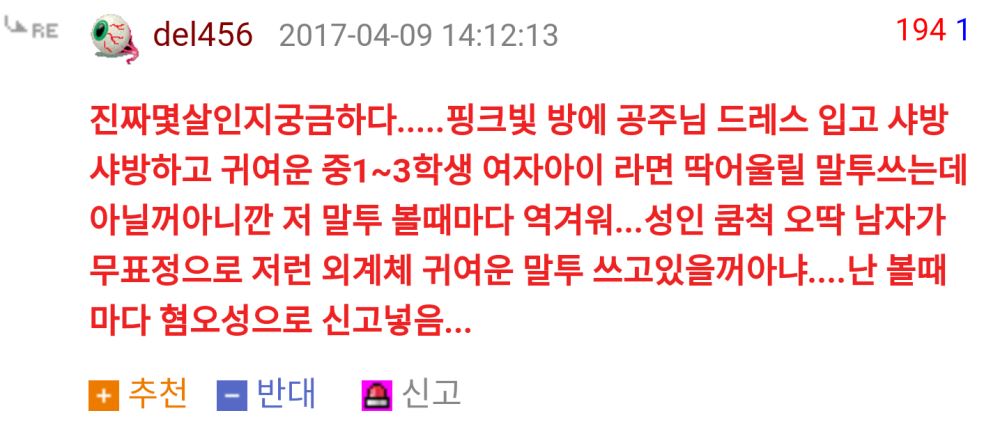 RE del456 2017-04-09 14:12:13 194 1
진짜몇살인지궁금하다.....핑크빛 방에 공주님 드레스 입고 샤방
샤방하고 귀여운 중1~3학생 여자아이 라면 딱어울릴 말투쓰는데
아닐꺼아니깐 저 말투 볼때마다 역겨워...성인 쿰척 오딱 남자가
무표정으로 저런 외계체 귀여운 말투 쓰고있을꺼아냐....난 볼때
마다 혐오성으로 신고넣음...
추천 반대 신고